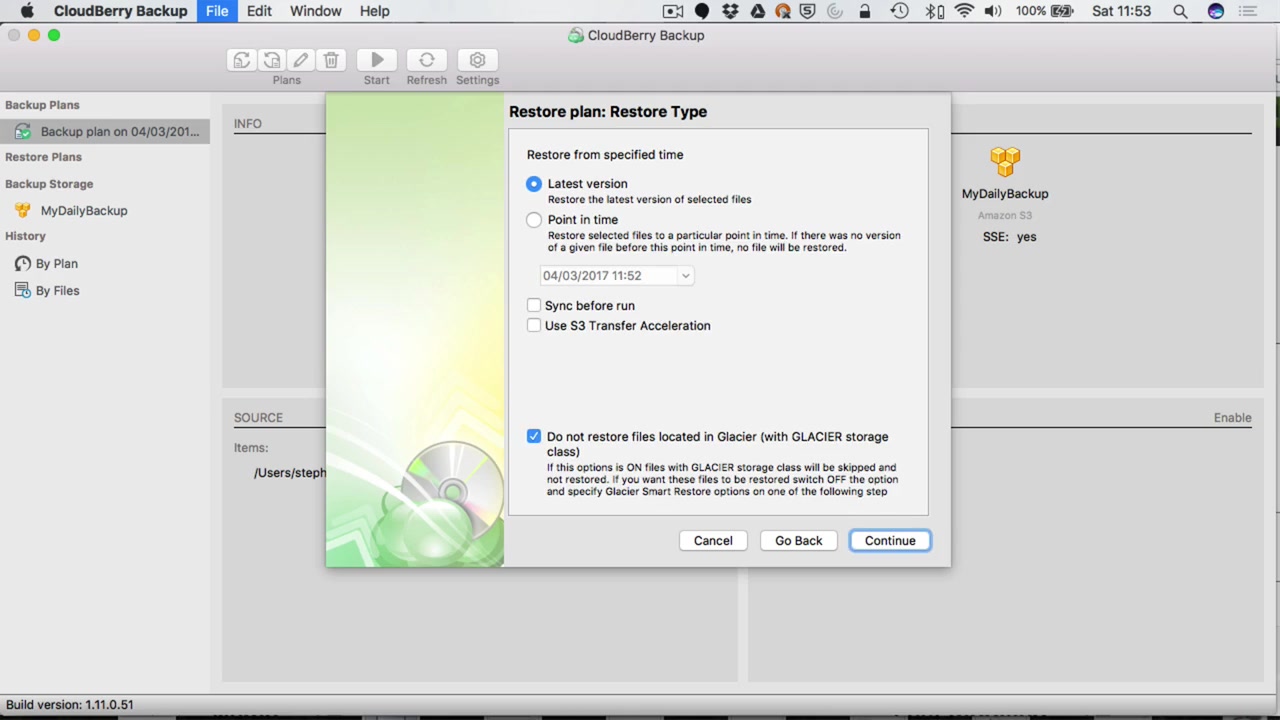 CloudBerry Backup File Edit Window Help 100% Sat 11:53
CloudBerry Backup
Plans Start Refresh Settings
Backup Plans
Backup plan on 04/03/201...
Restore Plans
Backup Storage
MyDailyBackup
History
By Plan
By Files
INFO
SOURCE
Items:
/Users/steph
Restore plan: Restore Type
Restore from specified time
Latest version
Restore the latest version of selected files
Point in time
Restore selected files to a particular point in time. If there was no version
of a given file before this point in time, no file will be restored.
04/03/2017 11:52
Sync before run
Use S3 Transfer Acceleration
Do not restore files located in Glacier (with GLACIER storage
class)
If this options is ON files with GLACIER storage class will be skipped and
not restored. If you want these files to be restored switch OFF the option
and specify Glacier Smart Restore options on one of the following step
Cancel Go Back Continue
MyDailyBackup
Amazon S3
SSE: yes
Enable
Build version: 1.11.0.51